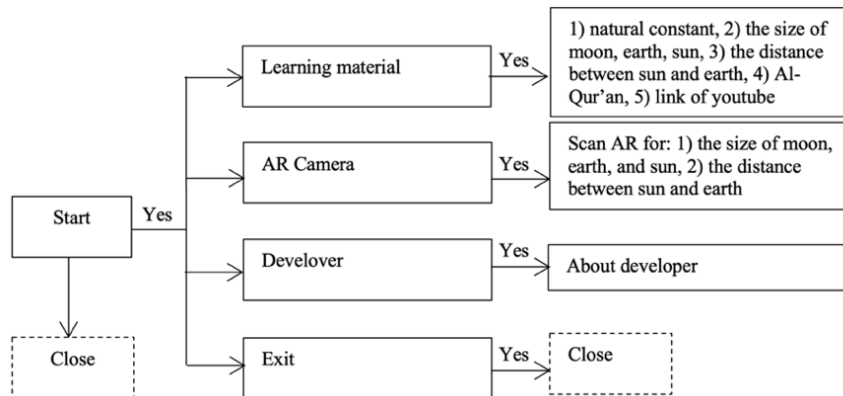 1) natural constant, 2) the size of
moon, earth, sun, 3) the distance
between sun and earth, 4) Al-
Qur'an, 5) link of youtube
Learning material
Yes
Scan AR for: 1) the size of moon,
earth, and sun, 2) the distance
between sun and earth
AR Camera
Yes
Start
Yes
Develover
Yes
About developer
Close
Exit
Yes
Close